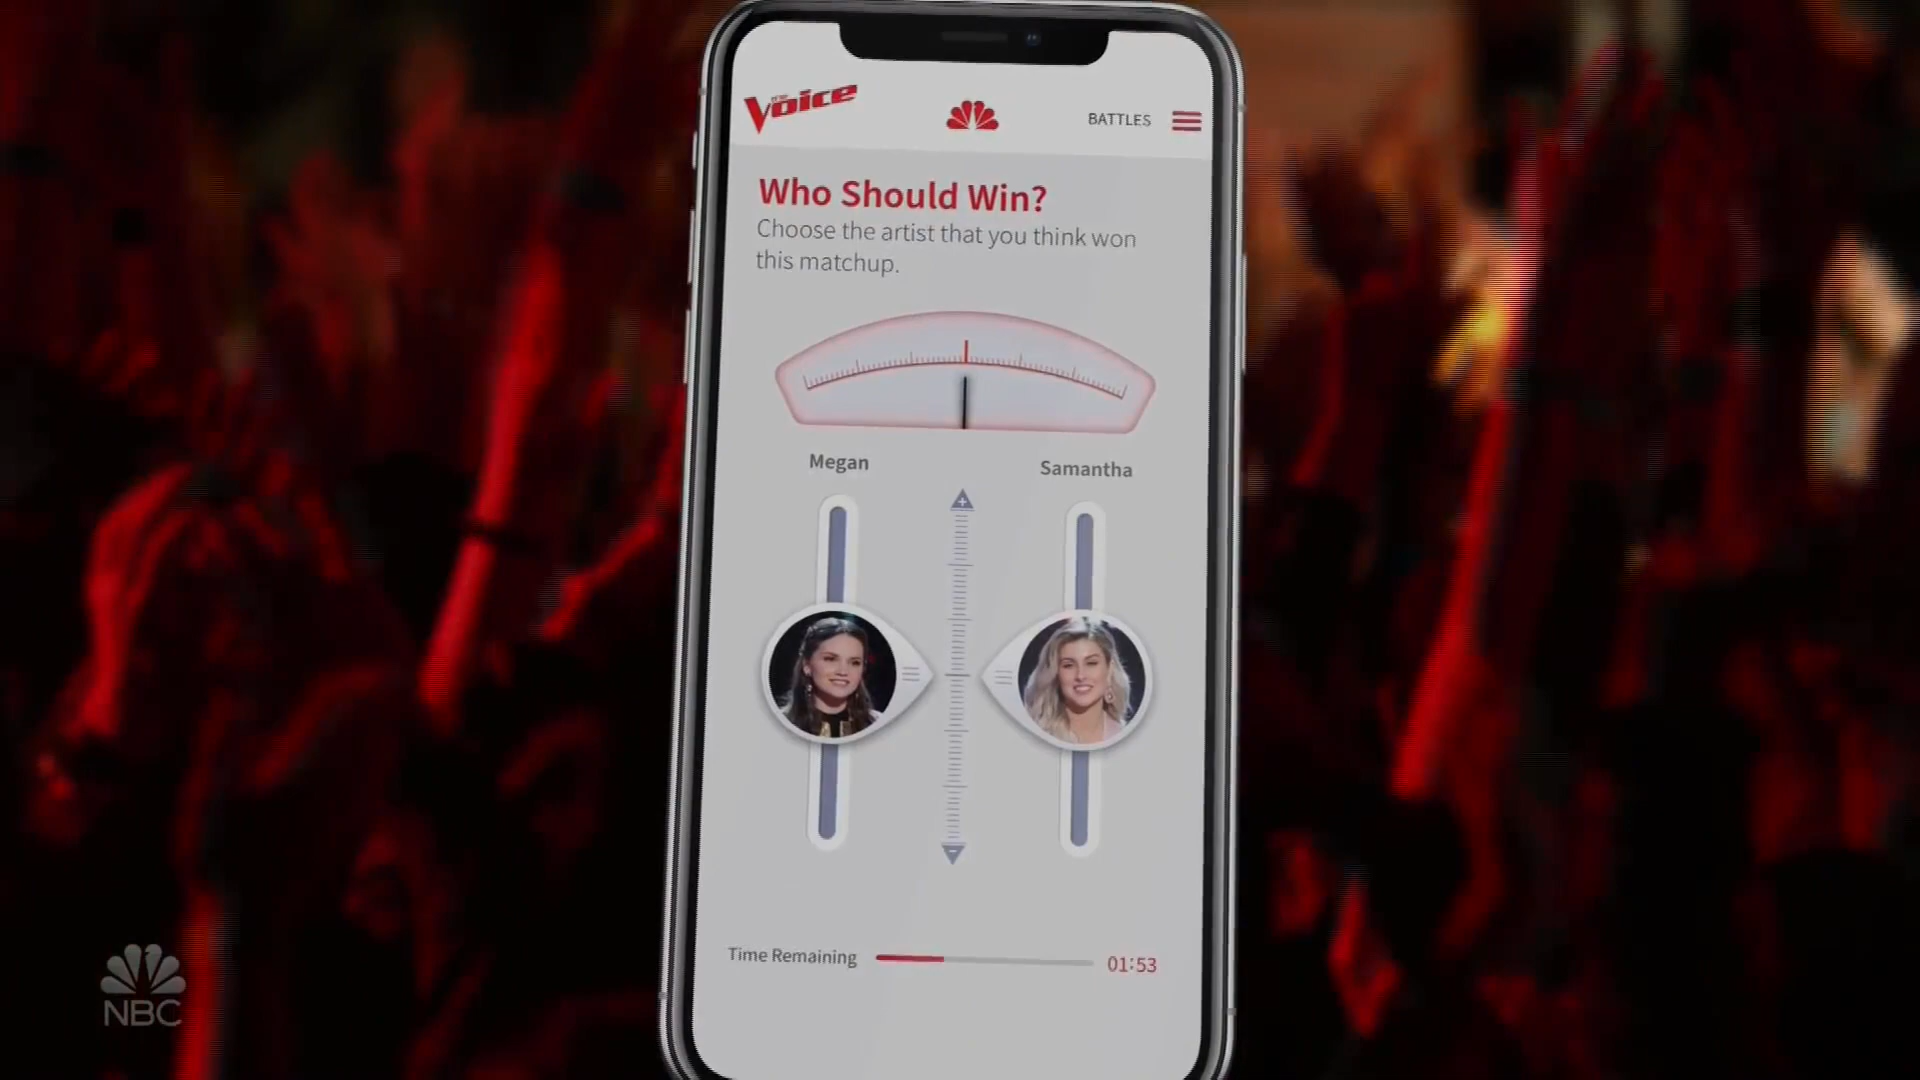 THE Voice
BATTLES
Who Should Win?
Choose the artist that you think won
this matchup.
Megan
Samantha
+
-
Time Remaining
01:53
NBC